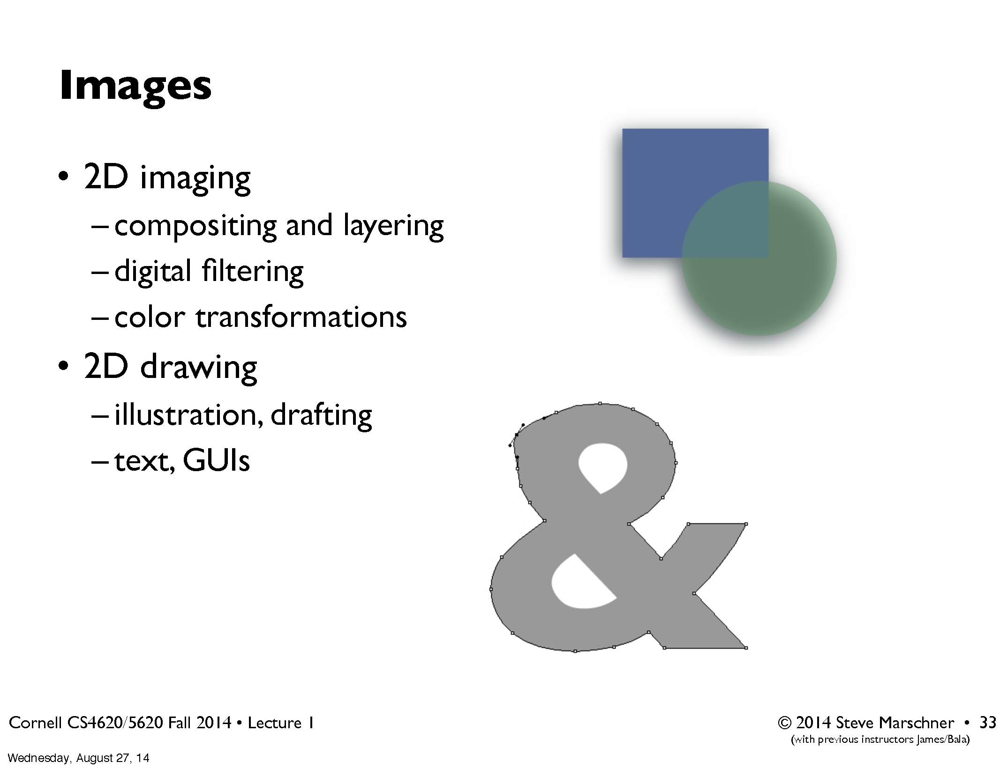 Images
• 2D imaging
– compositing and layering
– digital filtering
– color transformations
• 2D drawing
– illustration, drafting
– text, GUIs
&
Cornell CS4620/5620 Fall 2014 • Lecture 1
© 2014 Steve Marschner • 33
(with previous instructors James/Bala)
Wednesday, August 27, 14